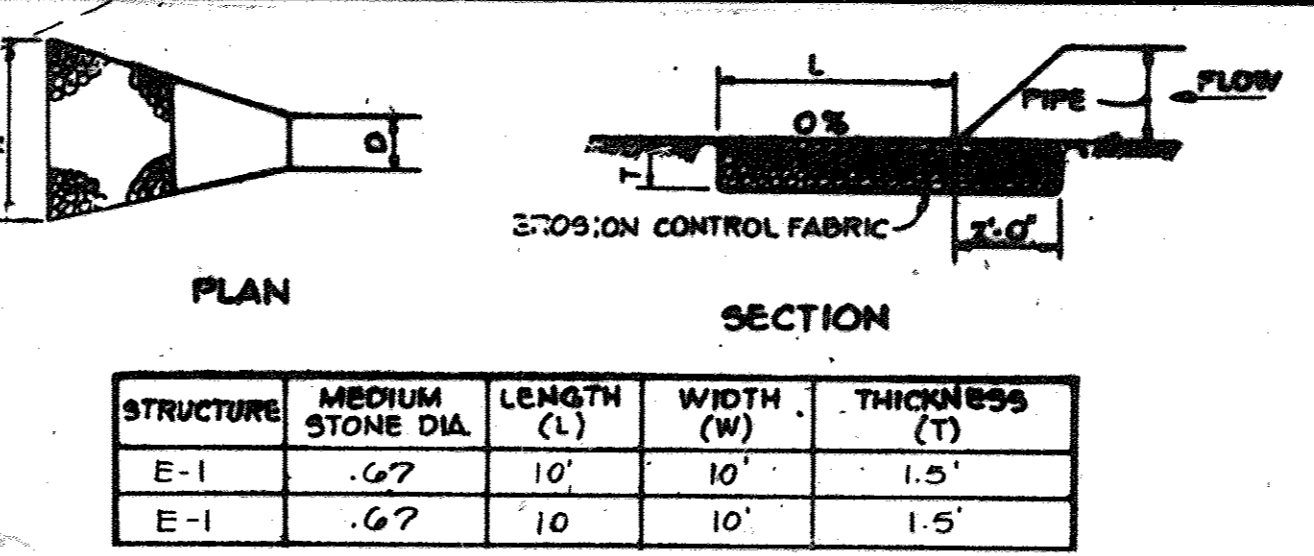 D
PLAN
L
0%
PIPE
FLOW
T
EROSION CONTROL FABRIC
2'-0"
SECTION
STRUCTURE MEDIUM STONE DIA. LENGTH (L) WIDTH (W) THICKNESS (T)
E-1 .67 10' 10' 1.5'
E-1 .67 10 10' 1.5'